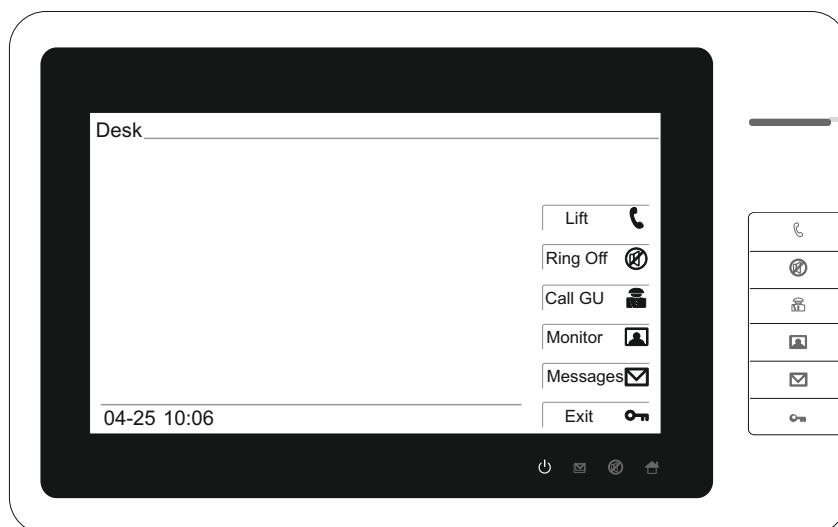 Desk
Lift
Ring Off
Call GU
Monitor
Messages
Exit
04-25 10:06